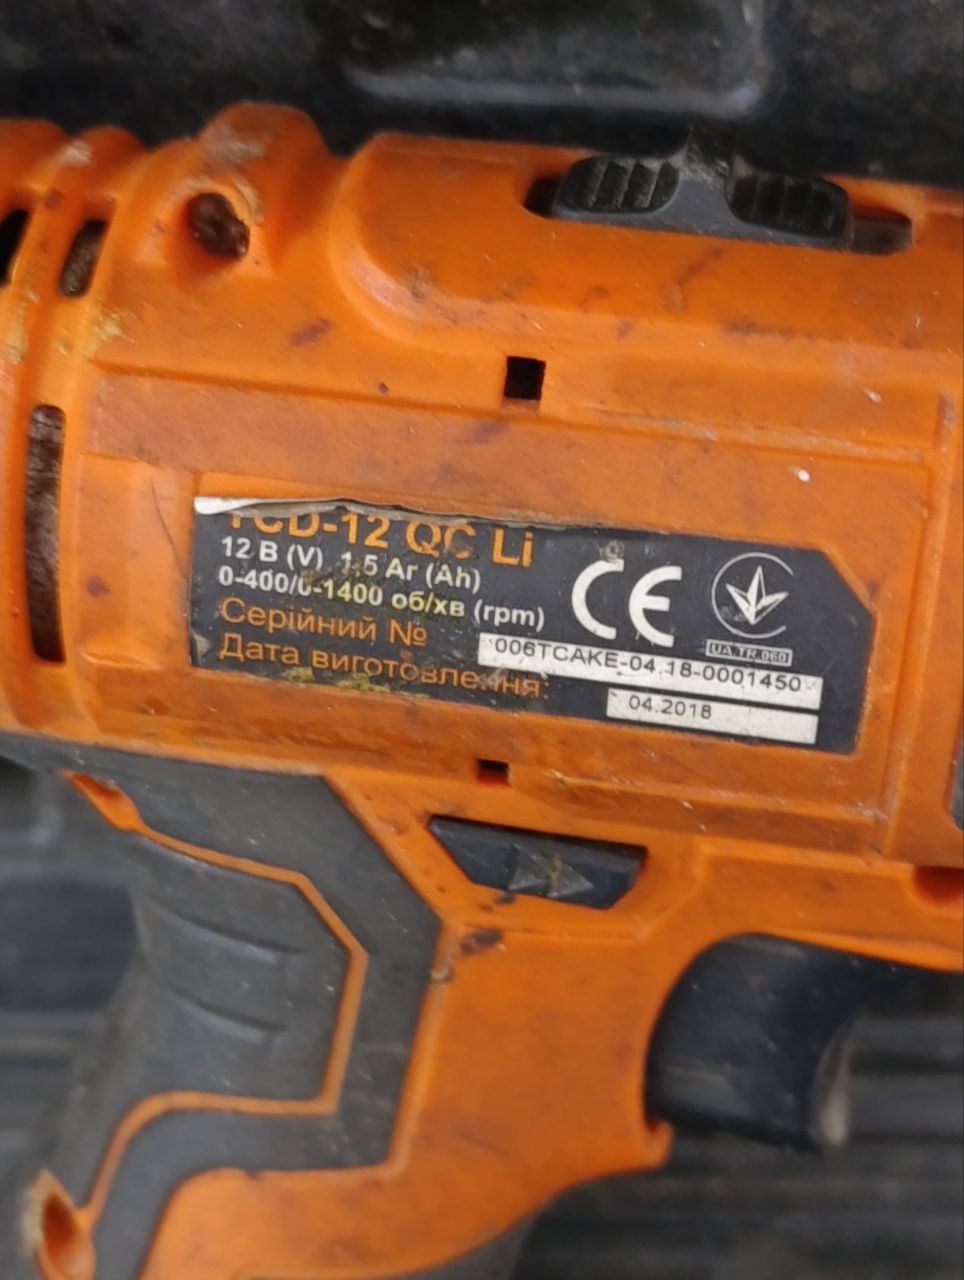 TCD-12 QC Li
12 В (V) 1.5 Аг (Ah)
0-400/0-1400 об/хв (rpm)
Серійний №
006TCAKE-04.18-0001450
Дата виготовлення:
04.2018
CE
UA.TR.060